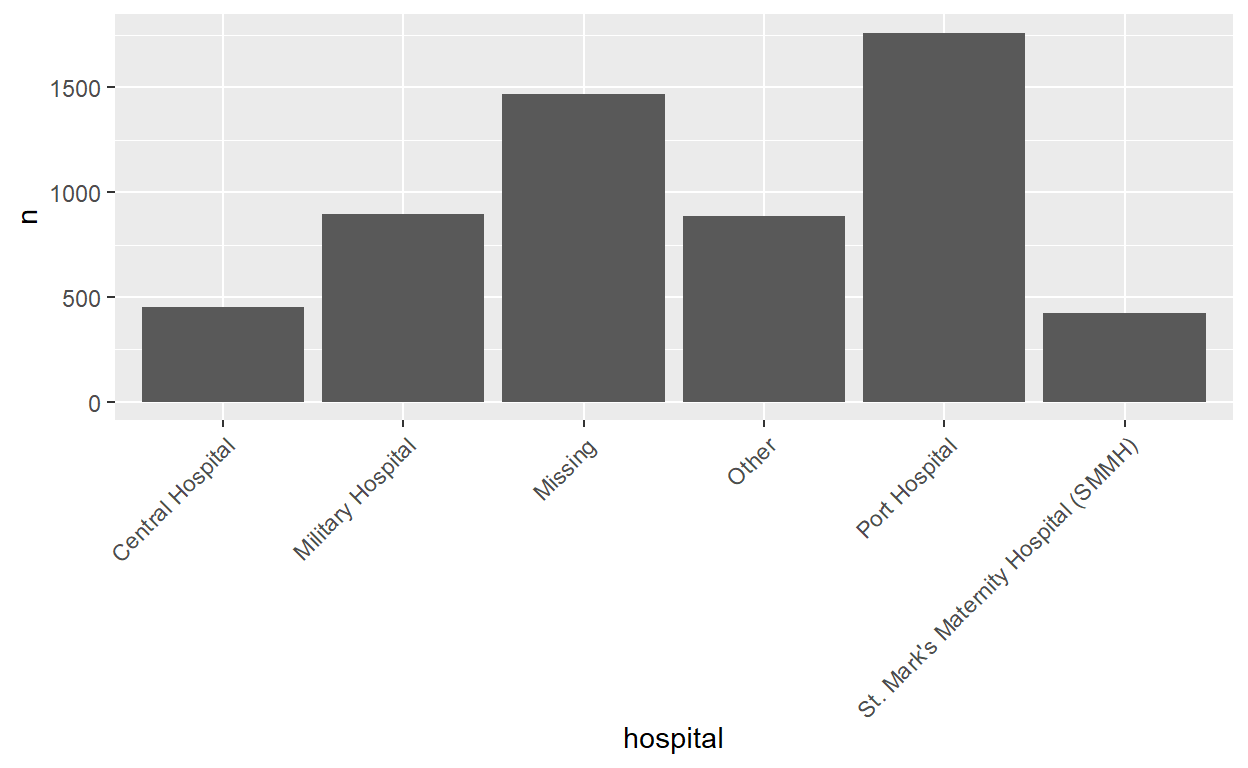 1500
1000
500
0
n
Central Hospital
Military Hospital
Missing
Other
Port Hospital
St. Mark's Maternity Hospital (SMMH)
hospital